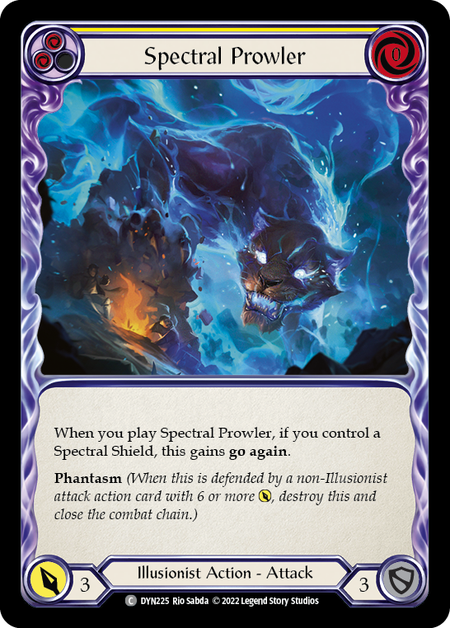 0
Spectral Prowler
When you play Spectral Prowler, if you control a
Spectral Shield, this gains go again.
Phantasm (When this is defended by a non-Illusionist
attack action card with 6 or more , destroy this and
close the combat chain.)
3
Illusionist Action - Attack
3
C DYN225 Rio Sabda © 2022 Legend Story Studios